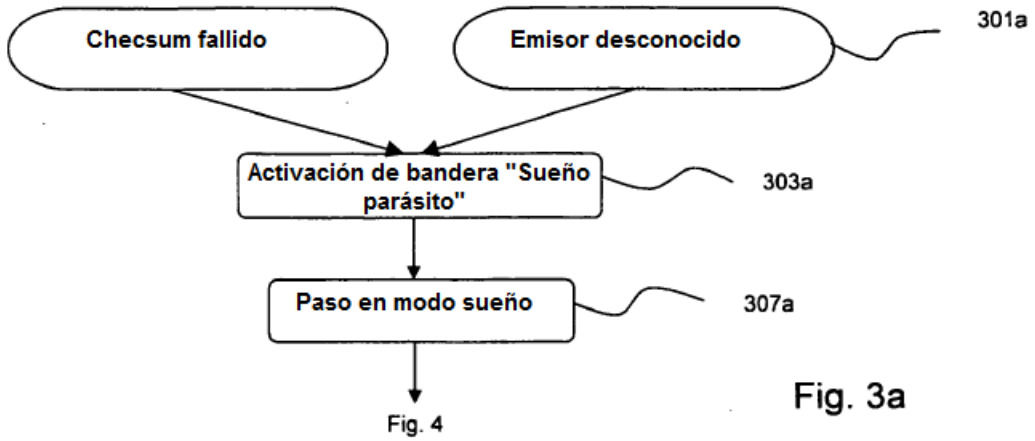 301a
Checsum fallido
Emisor desconocido
Activación de bandera "Sueño
parásito"
303a
Paso en modo sueño
307a
Fig. 3a
Fig. 4